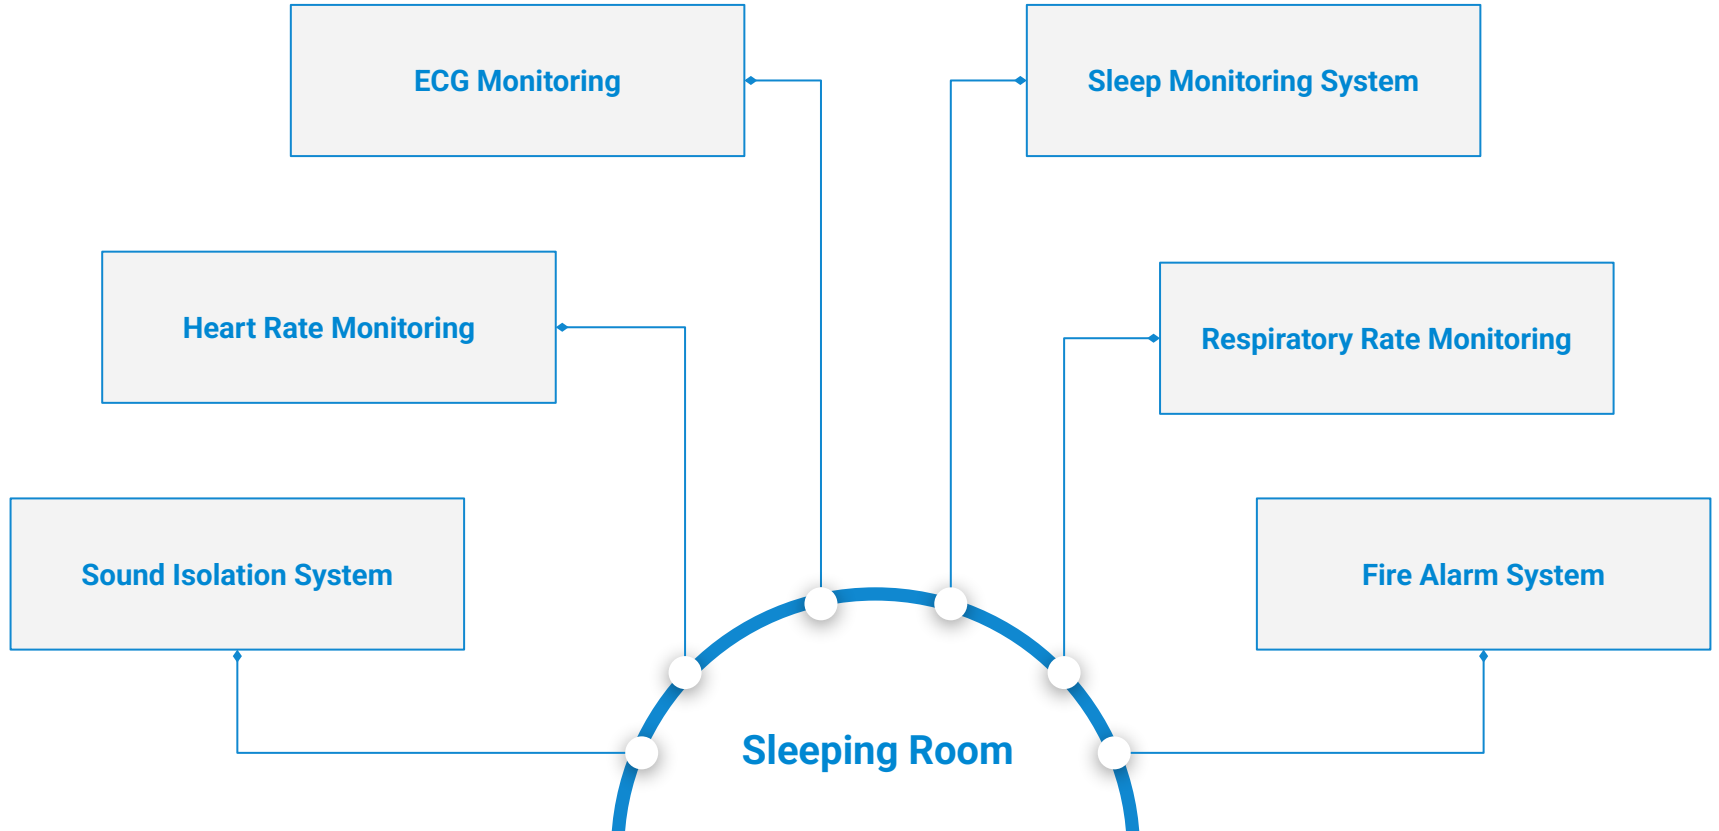 ECG Monitoring
Sleep Monitoring System
Heart Rate Monitoring
Respiratory Rate Monitoring
Sound Isolation System
Fire Alarm System
Sleeping Room